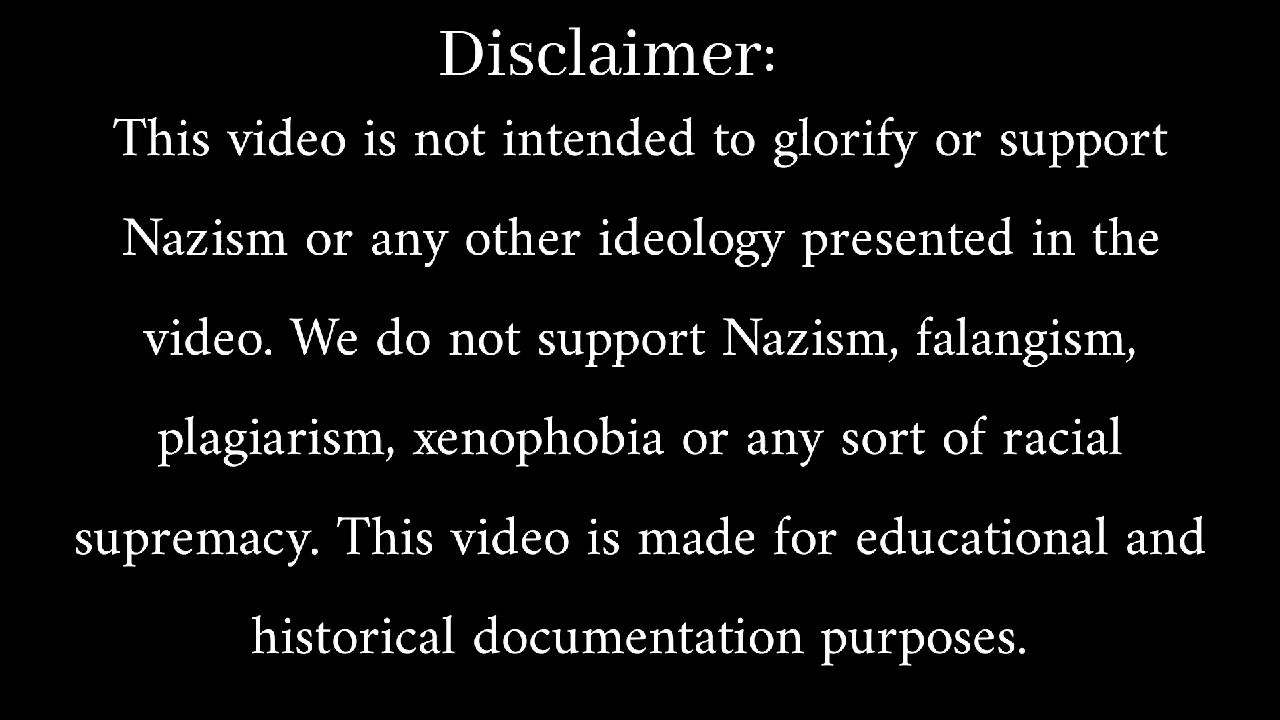 Disclaimer:
This video is not intended to glorify or support
Nazism or any other ideology presented in the
video. We do not support Nazism, falangism,
plagiarism, xenophobia or any sort of racial
supremacy. This video is made for educational and
historical documentation purposes.